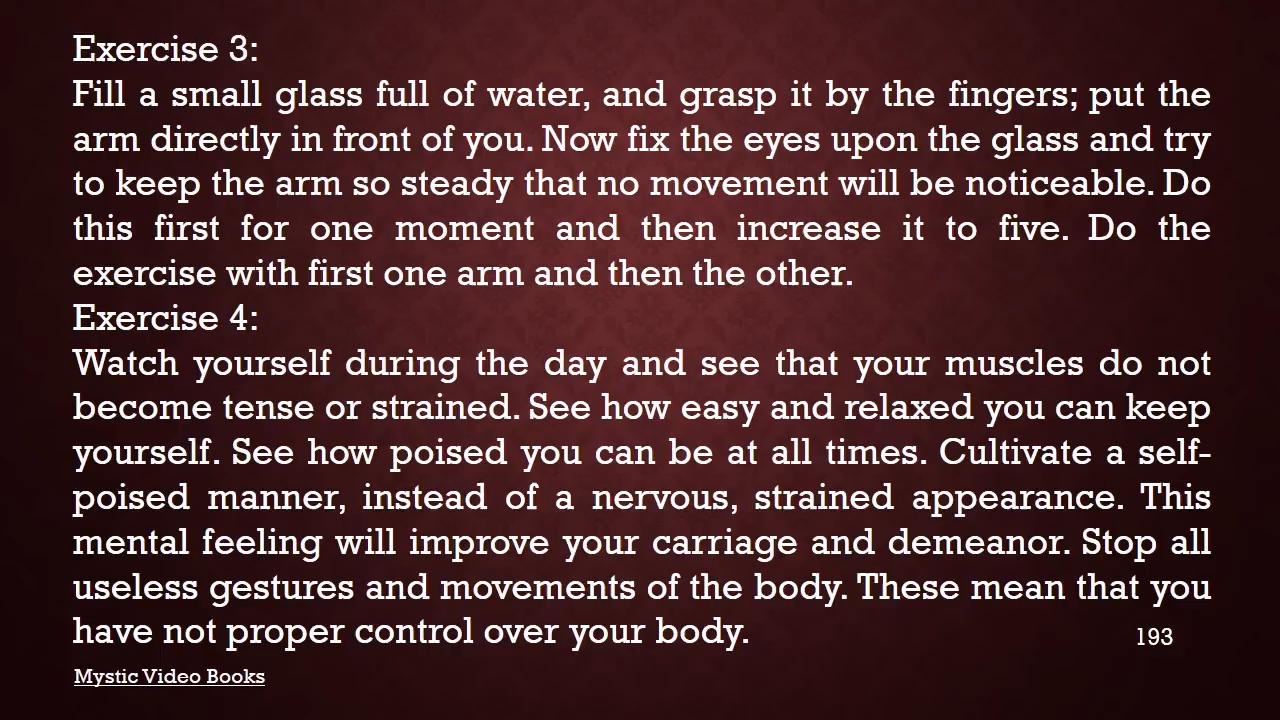 Exercise 3:
Fill a small glass full of water, and grasp it by the fingers; put the
arm directly in front of you. Now fix the eyes upon the glass and try
to keep the arm so steady that no movement will be noticeable. Do
this first for one moment and then increase it to five. Do the
exercise with first one arm and then the other.
Exercise 4:
Watch yourself during the day and see that your muscles do not
become tense or strained. See how easy and relaxed you can keep
yourself. See how poised you can be at all times. Cultivate a self-
poised manner, instead of a nervous, strained appearance. This
mental feeling will improve your carriage and demeanor. Stop all
useless gestures and movements of the body. These mean that you
have not proper control over your body.
193
Mystic Video Books